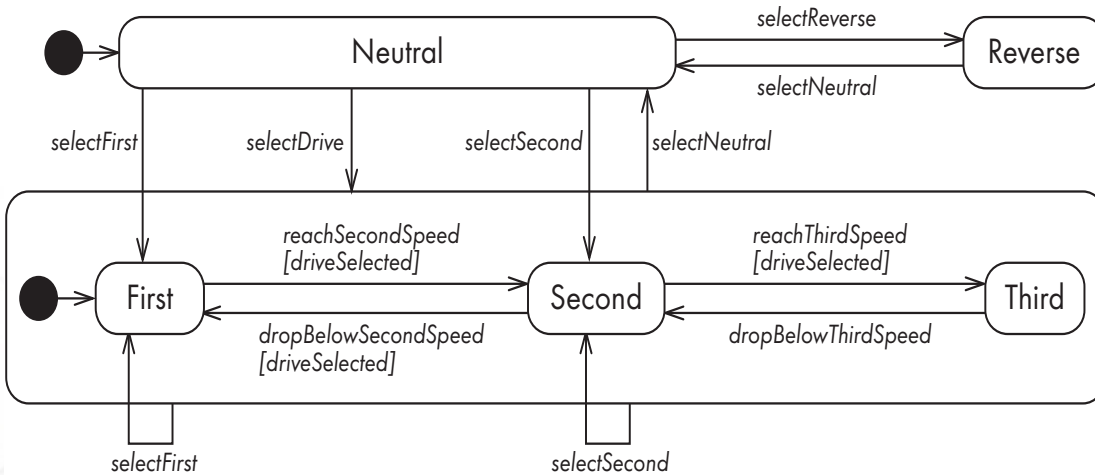 selectReverse
Neutral
Reverse
selectNeutral
selectFirst
selectDrive
selectSecond
selectNeutral
reachSecondSpeed
[driveSelected]
reachThirdSpeed
[driveSelected]
First
Second
Third
dropBelowSecondSpeed
[driveSelected]
dropBelowThirdSpeed
selectFirst
selectSecond